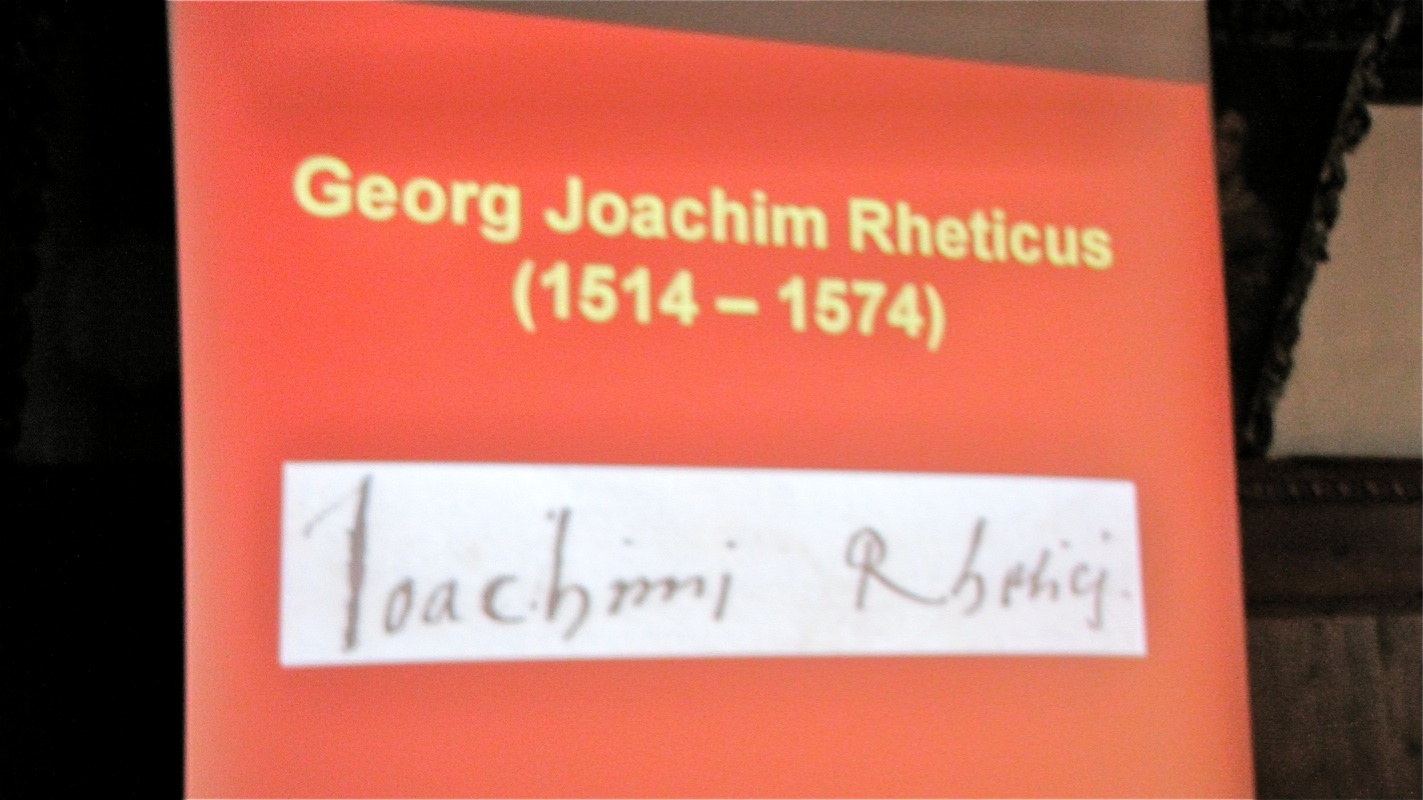 Georg Joachim Rheticus
(1514 – 1574)
Joachimi Rhetici.